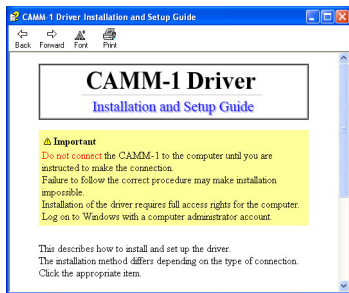 CAMM-1 Driver Installation and Setup Guide
Back Forward Font Print
CAMM-1 Driver
Installation and Setup Guide
Important
Do not connect the CAMM-1 to the computer until you are
instructed to make the connection.
Failure to follow the correct procedure may make installation
impossible.
Installation of the driver requires full access rights for the computer.
Log on to Windows with a computer administrator account.
This describes how to install and set up the driver.
The installation method differs depending on the type of connection.
Click the appropriate item.